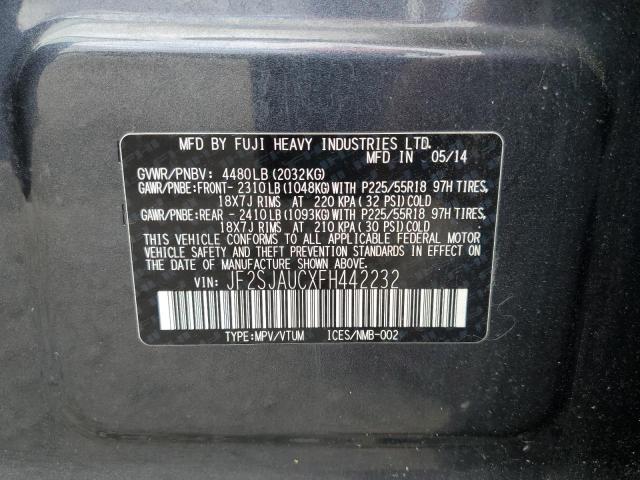 MFD BY FUJI HEAVY INDUSTRIES LTD.
MFD IN 05/14
GVWR/PNBV: 4480LB(2032KG)
GAWR/PNBE:FRONT-2310LB(1048KG)WITH P225/55R18 97H TIRES,
18X7J RIMS AT 220 KPA(32 PSI)COLD
GAWR/PNBE:REAR -2410LB(1093KG)WITH P225/55R18 97H TIRES,
18X7J RIMS AT 210 KPA(30 PSI)COLD
THIS VEHICLE CONFORMS TO ALL APPLICABLE FEDERAL MOTOR
VEHICLE SAFETY, BUMPER, AND THEFT PREVENTION STANDARDS
IN EFFECT ON THE DATE OF MANUFACTURE SHOWN ABOVE.
VIN: JF2SJAUCXFH442232
TYPE:MPV/VTUM ICES/NMB-002